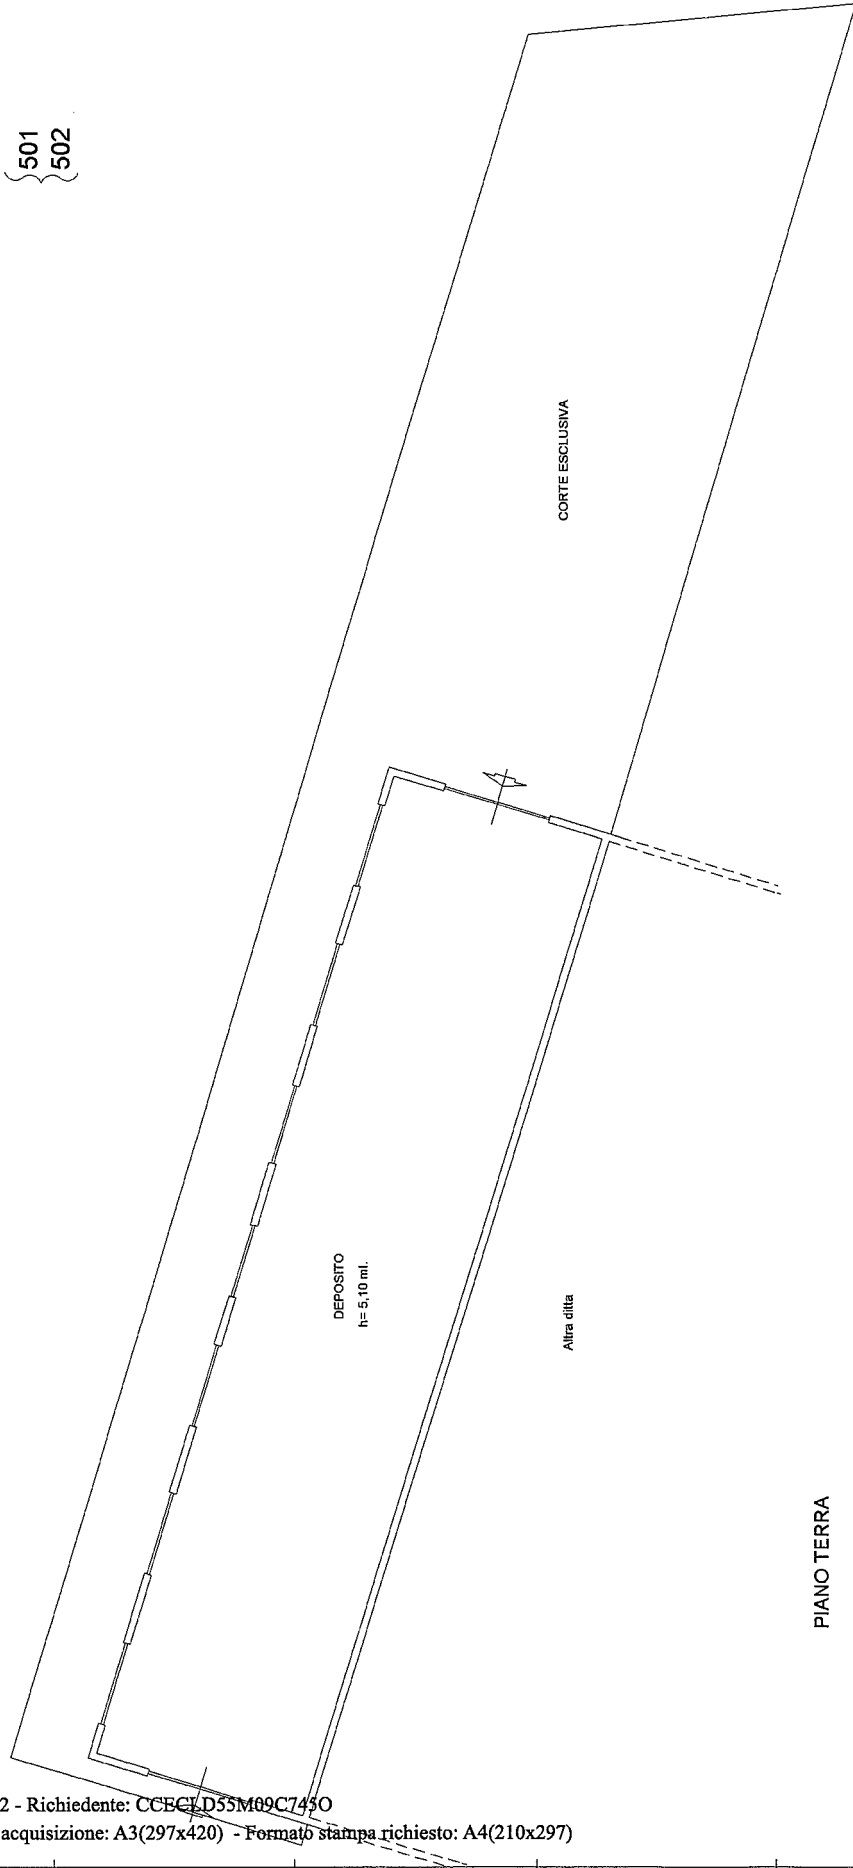 501
502
CORTE ESCLUSIVA
DEPOSITO
h= 5,10 ml.
Altra ditta
PIANO TERRA
2 - Richiedente: CCECLD55M09C745O
acquisizione: A3(297x420) - Formato stampa richiesto: A4(210x297)